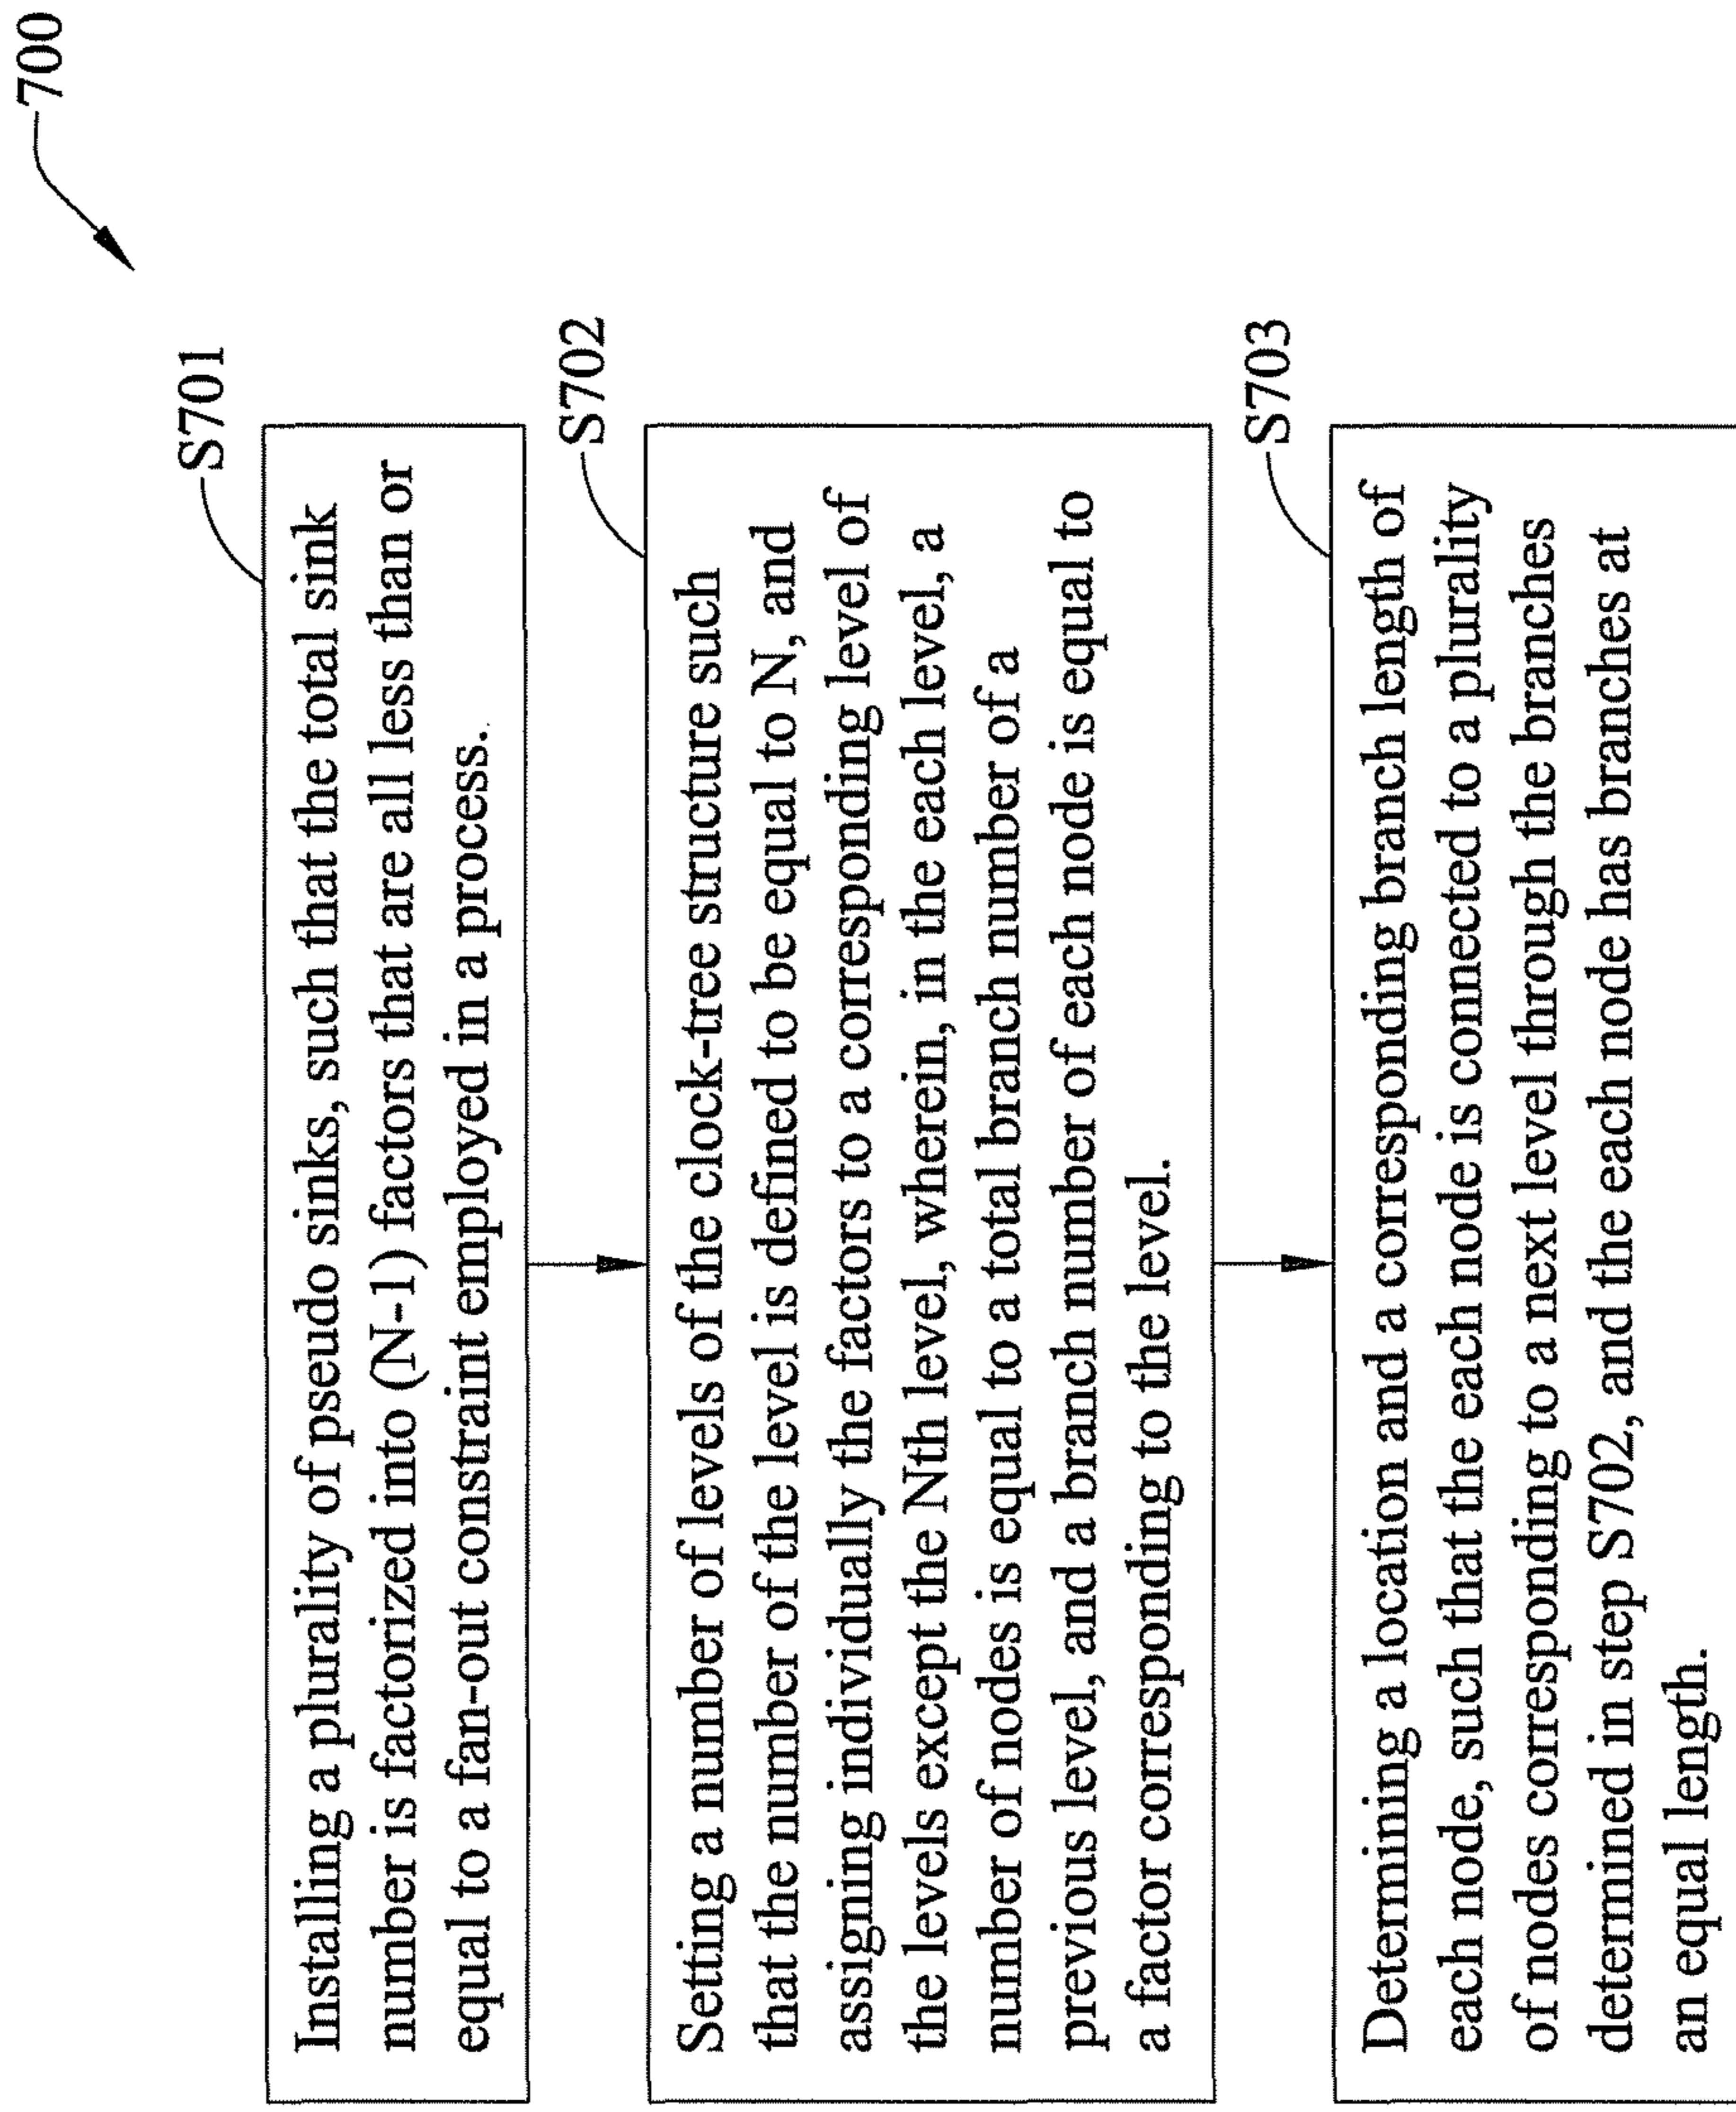 700
S701
Installing a plurality of pseudo sinks, such that the total sink
number is factorized into (N-1) factors that are all less than or
equal to a fan-out constraint employed in a process.
S702
Setting a number of levels of the clock-tree structure such
that the number of the level is defined to be equal to N, and
assigning individually the factors to a corresponding level of
the levels except the Nth level, wherein, in the each level, a
number of nodes is equal to a total branch number of a
previous level, and a branch number of each node is equal to
a factor corresponding to the level.
S703
Determining a location and a corresponding branch length of
each node, such that the each node is connected to a plurality
of nodes corresponding to a next level through the branches
determined in step S702, and the each node has branches at
an equal length.